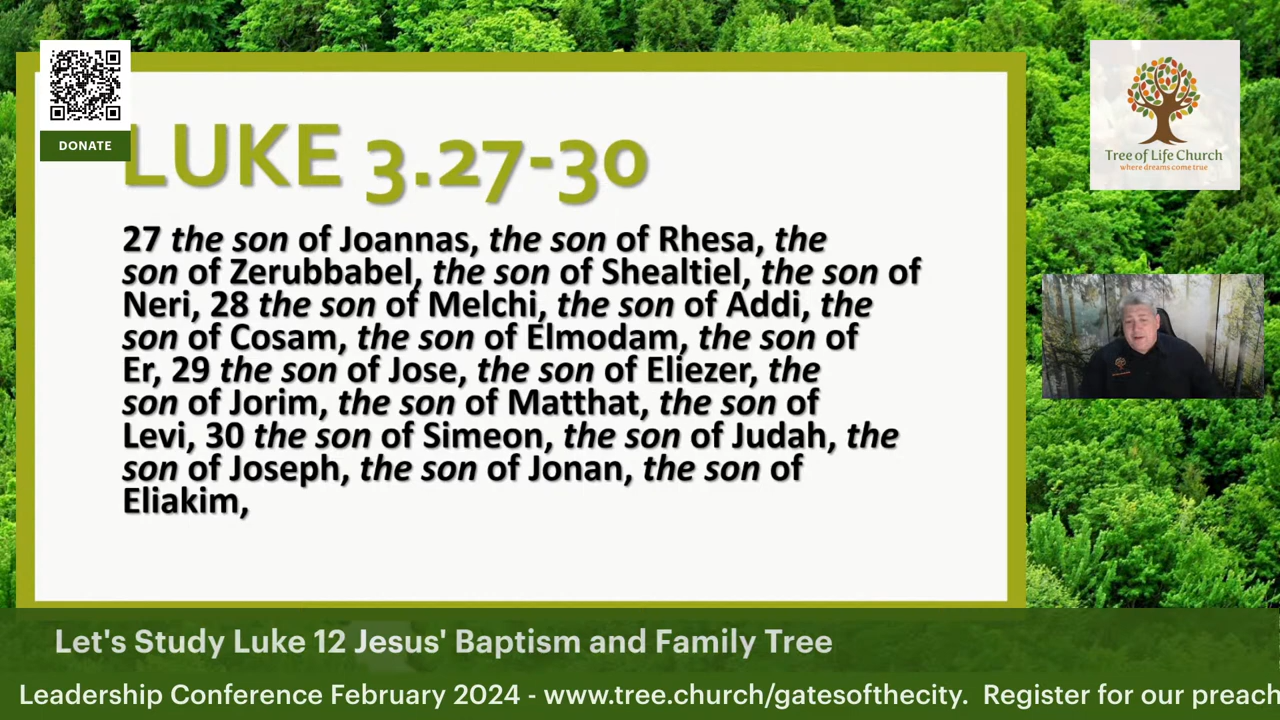 DONATE
LUKE 3.27-30
27 the son of Joannas, the son of Rhesa, the
son of Zerubbabel, the son of Shealtiel, the son of
Neri, 28 the son of Melchi, the son of Addi, the
son of Cosam, the son of Elmodam, the son of
Er, 29 the son of Jose, the son of Eliezer, the
son of Jorim, the son of Matthat, the son of
Levi, 30 the son of Simeon, the son of Judah, the
son of Joseph, the son of Jonan, the son of
Eliakim,
Tree of Life Church
where dreams come true
Let's Study Luke 12 Jesus' Baptism and Family Tree
Leadership Conference February 2024 - www.tree.church/gatesofthecity. Register for our preach